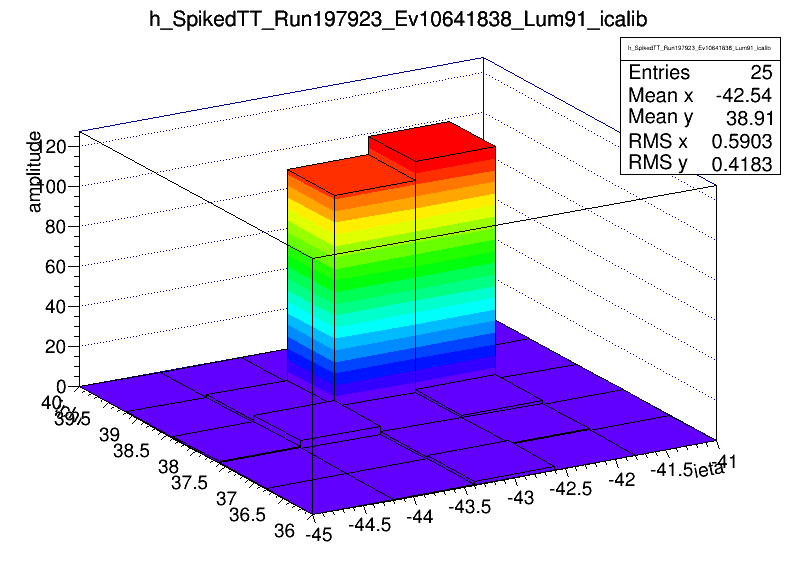 h_SpikedTT_Run197923_Ev10641838_Lum91_icalib
h_SpikedTT_Run197923_Ev10641838_Lum91_icalib
Entries 25
Mean x -42.54
Mean y 38.91
RMS x 0.5903
RMS y 0.4183
amplitude
120
100
80
60
40
20
0
40
39.5
39
38.5
38
37.5
37
36.5
36
-45
-44.5
-44
-43.5
-43
-42.5
-42
-41.5
-41
ieta